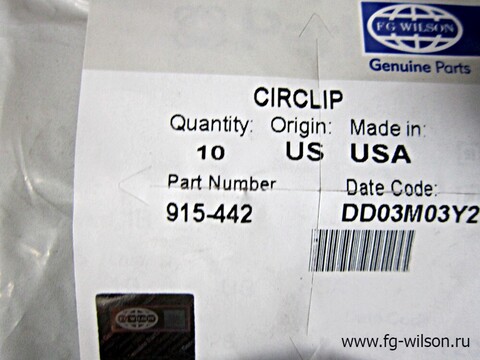 FG WILSON
Genuine Parts
CIRCLIP
Quantity: Origin: Made in:
10 US USA
Part Number Date Code:
915-442 DD03M03Y2
www.fg-wilson.ru